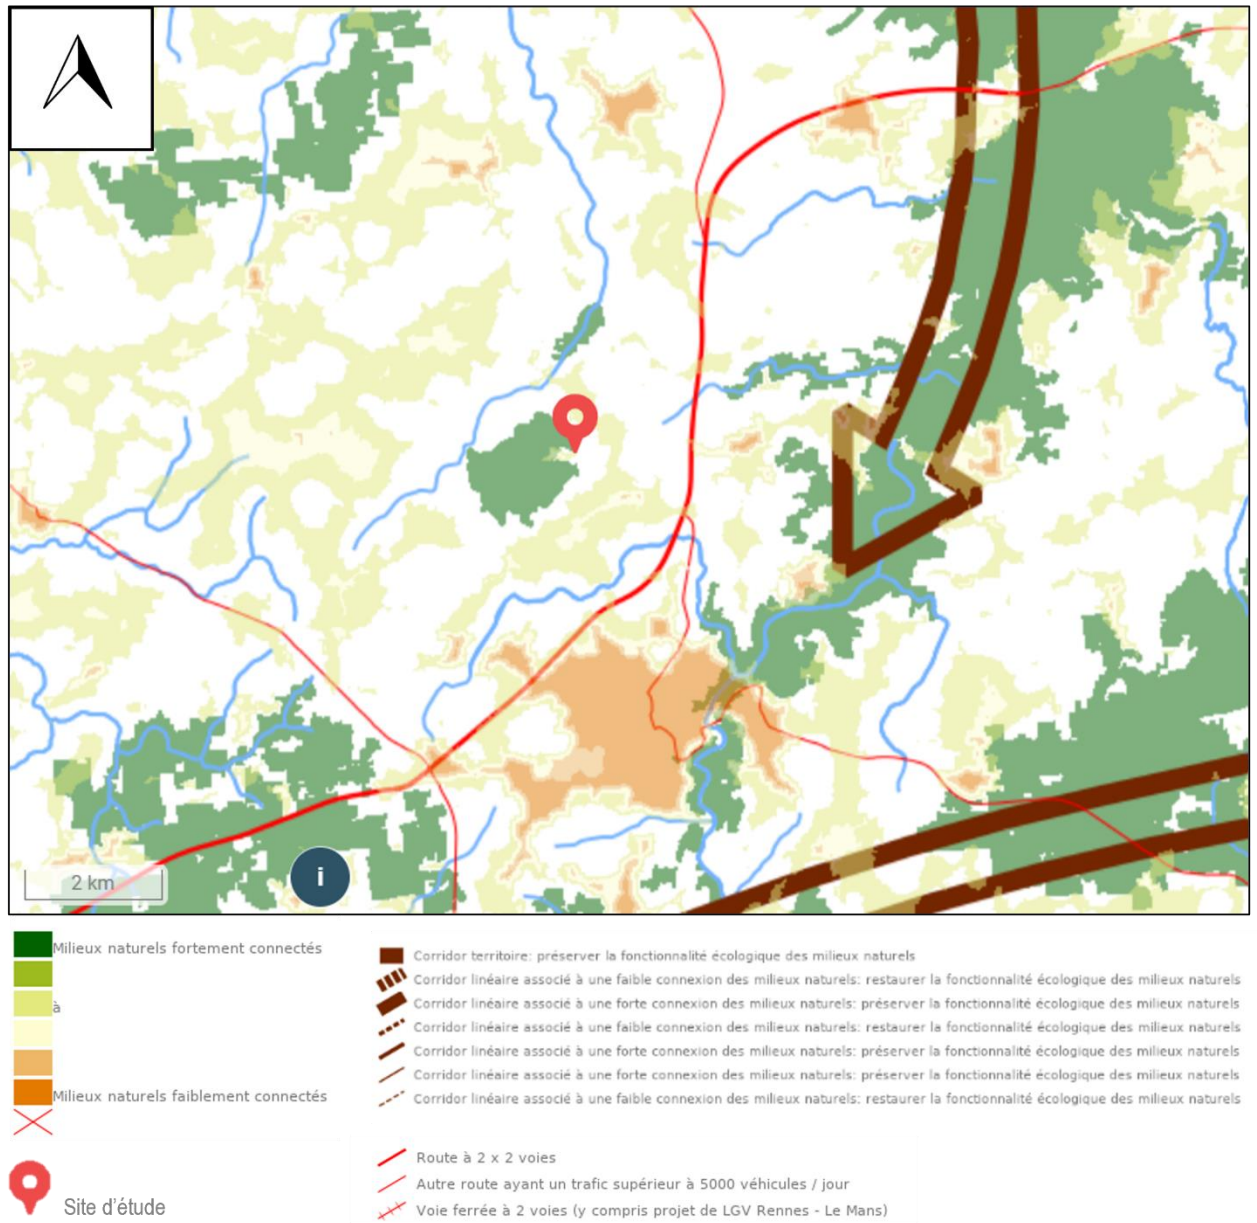 2 km
i
Milieux naturels fortement connectés
à
Milieux naturels faiblement connectés
Site d'étude
Corridor territoire: préserver la fonctionnalité écologique des milieux naturels
Corridor linéaire associé à une faible connexion des milieux naturels: restaurer la fonctionnalité écologique des milieux naturels
Corridor linéaire associé à une forte connexion des milieux naturels: préserver la fonctionnalité écologique des milieux naturels
Corridor linéaire associé à une faible connexion des milieux naturels: restaurer la fonctionnalité écologique des milieux naturels
Corridor linéaire associé à une forte connexion des milieux naturels: préserver la fonctionnalité écologique des milieux naturels
Corridor linéaire associé à une forte connexion des milieux naturels: préserver la fonctionnalité écologique des milieux naturels
Corridor linéaire associé à une faible connexion des milieux naturels: restaurer la fonctionnalité écologique des milieux naturels
Route à 2 x 2 voies
Autre route ayant un trafic supérieur à 5000 véhicules / jour
Voie ferrée à 2 voies (y compris projet de LGV Rennes - Le Mans)